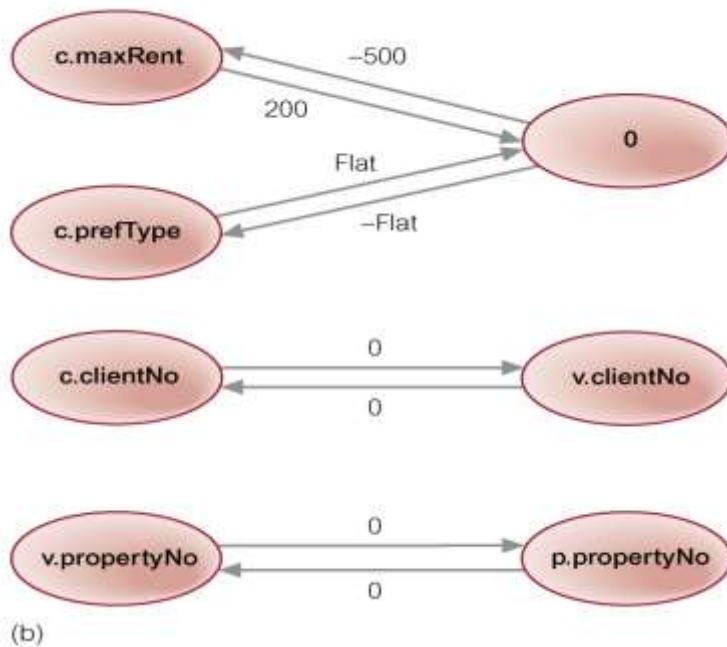 c.maxRent
–500
200
0
Flat
c.prefType
–Flat
c.clientNo
0
0
v.clientNo
v.propertyNo
0
0
p.propertyNo
(b)